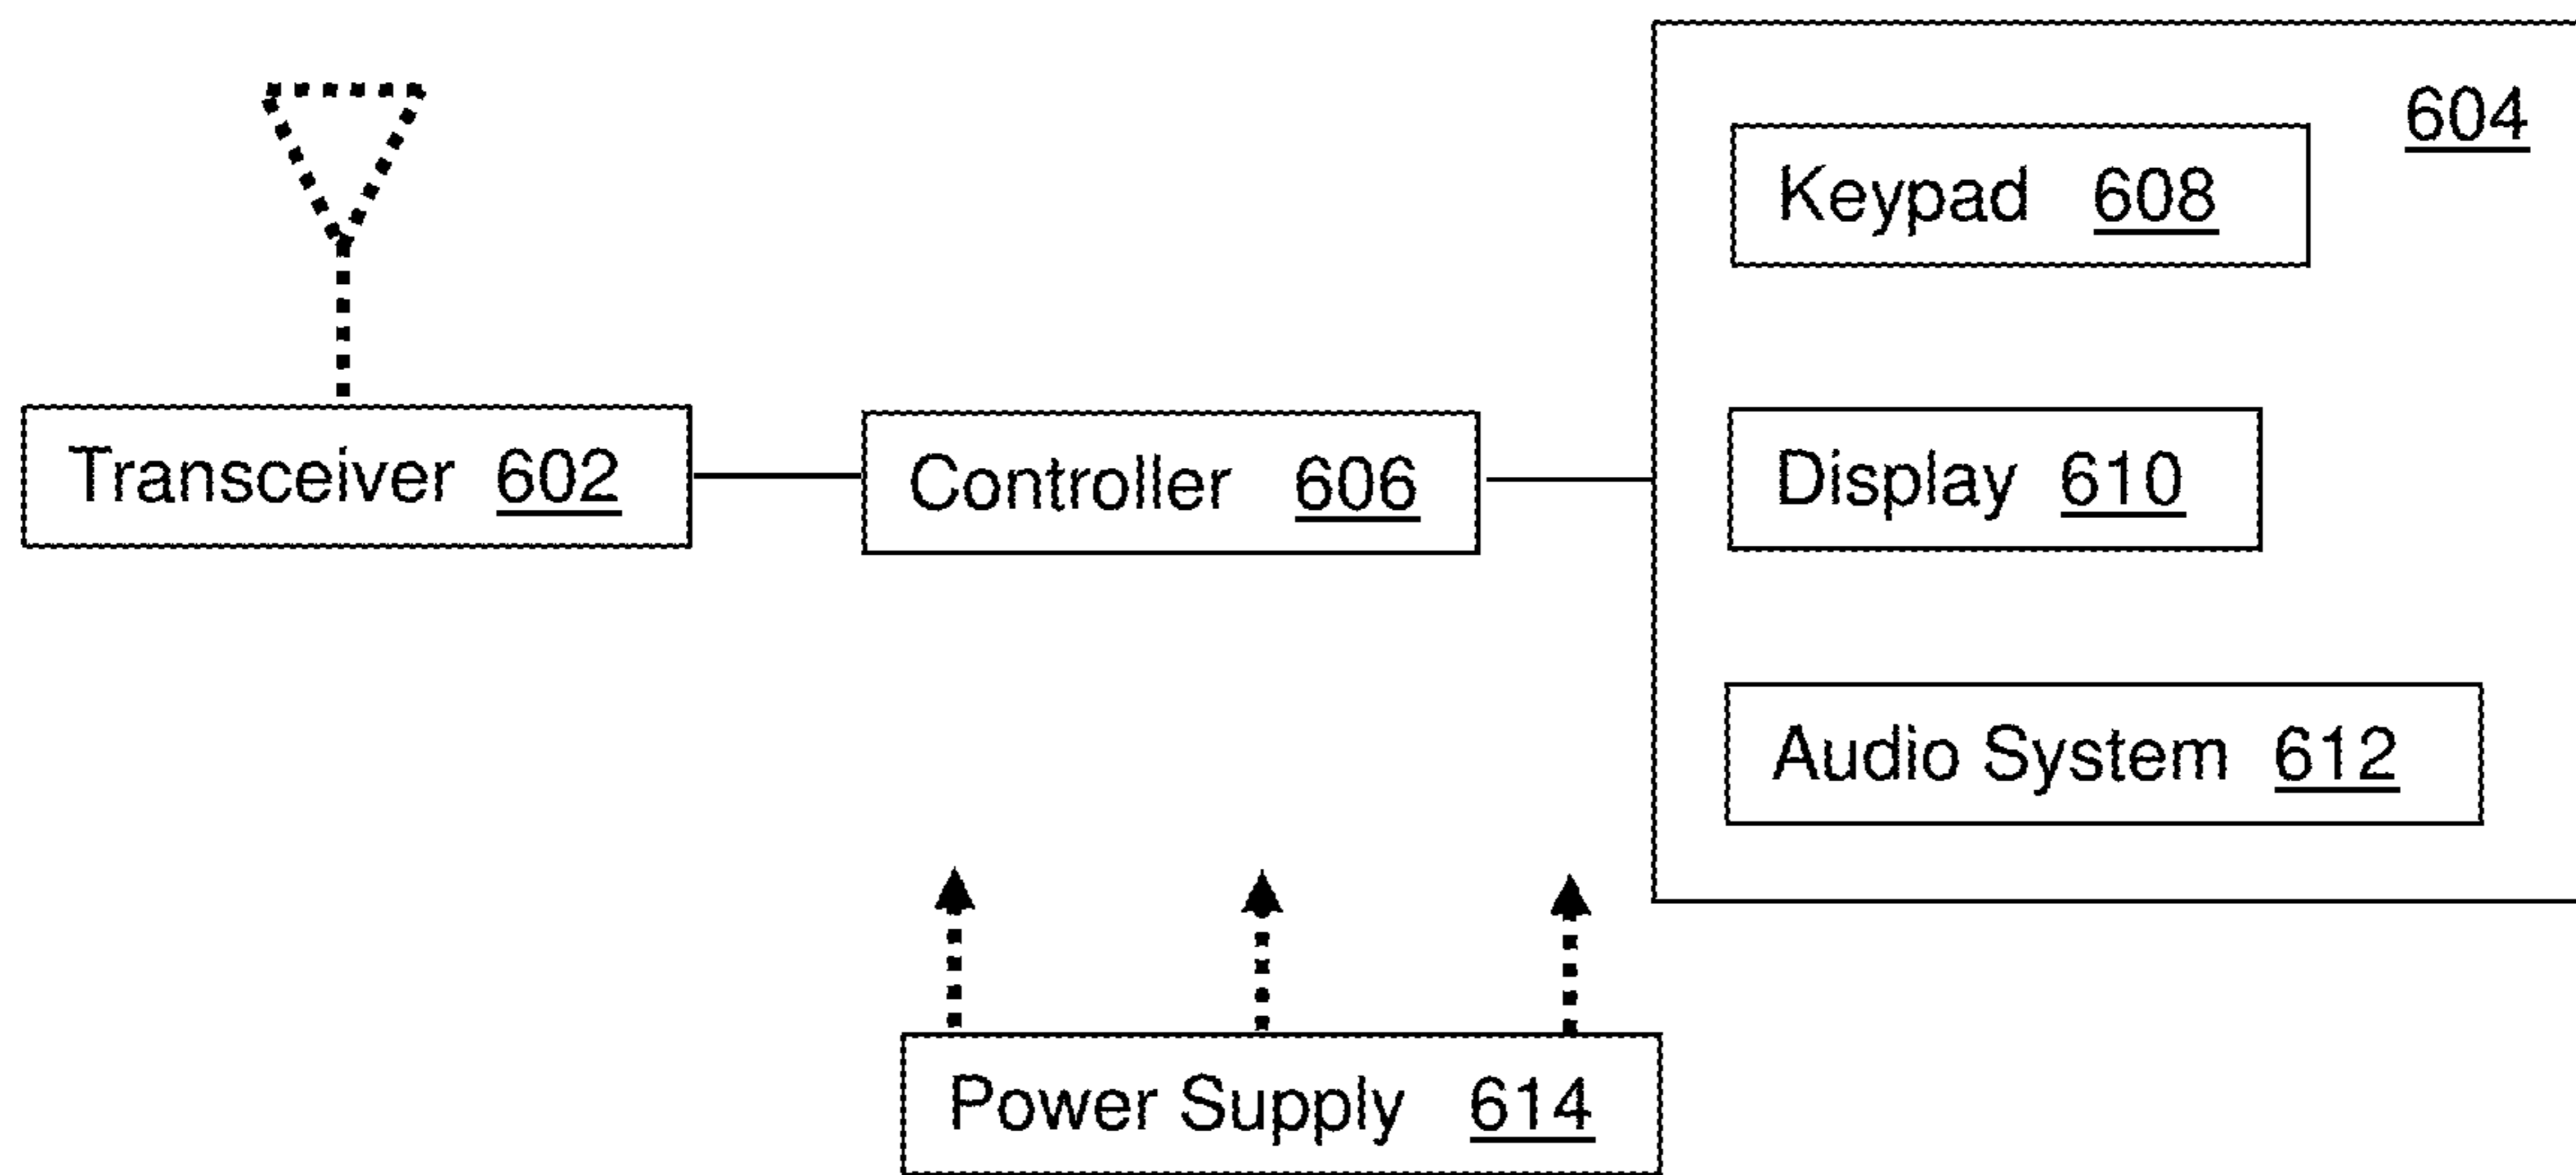 604
Keypad 608
Transceiver 602
Controller 606
Display 610
Audio System 612
Power Supply 614